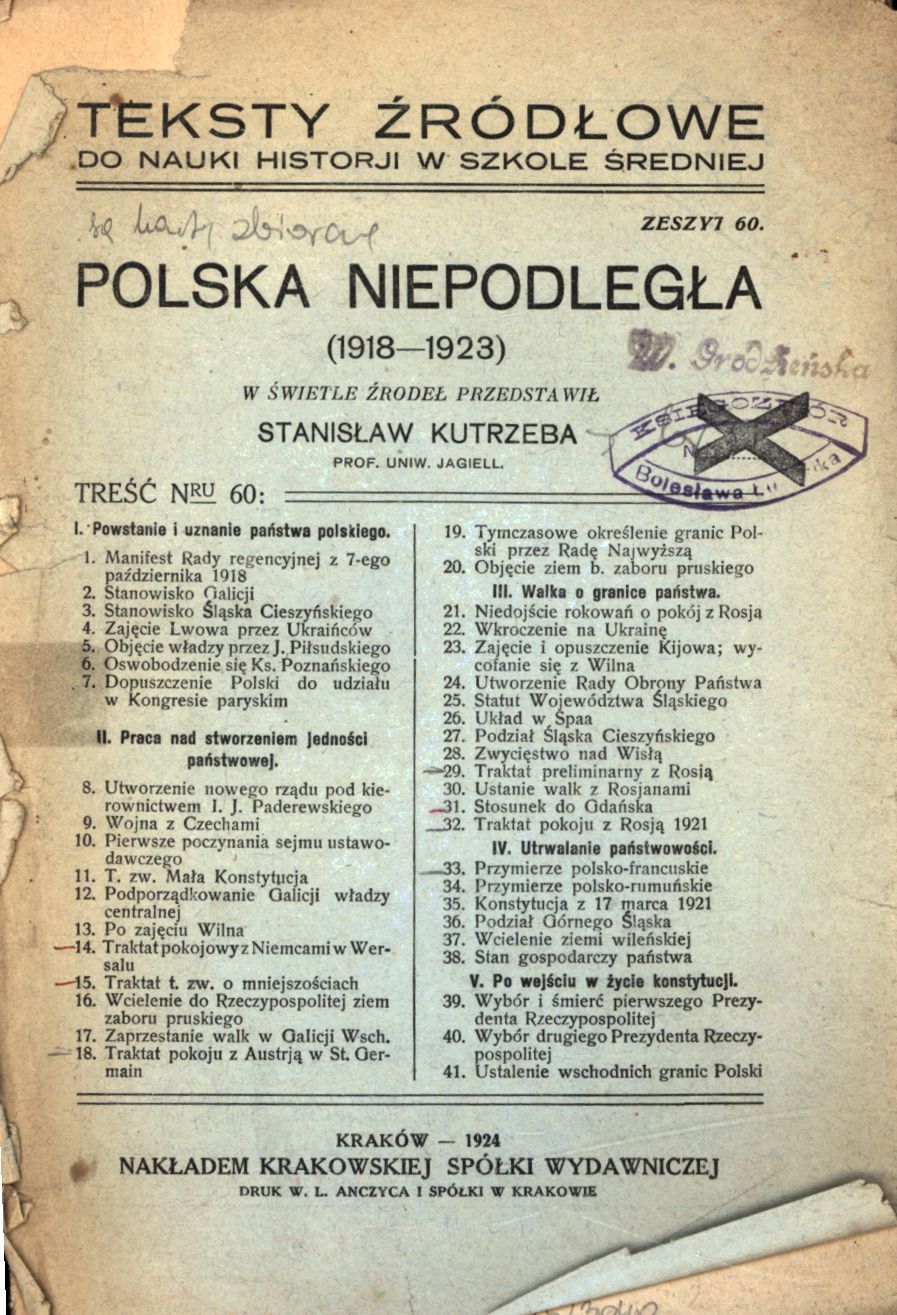 TEKSTY ŹRÓDŁOWE
DO NAUKI HISTORJI W SZKOLE ŚREDNIEJ
są karty zbiorcze
ZESZYT 60.
POLSKA NIEPODLEGŁA
(1918—1923)
W. Grodzieńska
W ŚWIETLE ŹRODEŁ PRZEDSTAWIŁ
STANISŁAW KUTRZEBA
PROF. UNIW. JAGIELL.
KSIĘGOZBIÓR
N
Bolesława
TREŚĆ NRU 60:
I. Powstanie i uznanie państwa polskiego.
1. Manifest Rady regencyjnej z 7-ego
października 1918
2. Stanowisko Galicji
3. Stanowisko Śląska Cieszyńskiego
4. Zajęcie Lwowa przez Ukraińców
5. Objęcie władzy przez J. Piłsudskiego
6. Oswobodzenie się Ks. Poznańskiego
7. Dopuszczenie Polski do udziału
w Kongresie paryskim
II. Praca nad stworzeniem jedności
państwowej.
8. Utworzenie nowego rządu pod kie-
rownictwem I. J. Paderewskiego
9. Wojna z Czechami
10. Pierwsze poczynania sejmu ustawo-
dawczego
11. T. zw. Mała Konstytucja
12. Podporządkowanie Galicji władzy
centralnej
13. Po zajęciu Wilna
14. Traktat pokojowy z Niemcami w Wer-
salu
15. Traktat t. zw. o mniejszościach
16. Wcielenie do Rzeczypospolitej ziem
zaboru pruskiego
17. Zaprzestanie walk w Galicji Wsch.
18. Traktat pokoju z Austrją w St. Ger-
main
19. Tymczasowe określenie granic Pol-
ski przez Radę Najwyższą
20. Objęcie ziem b. zaboru pruskiego
III. Walka o granice państwa.
21. Niedojście rokowań o pokój z Rosją
22. Wkroczenie na Ukrainę
23. Zajęcie i opuszczenie Kijowa; wy-
cofanie się z Wilna
24. Utworzenie Rady Obrony Państwa
25. Statut Województwa Śląskiego
26. Układ w Spaa
27. Podział Śląska Cieszyńskiego
28. Zwycięstwo nad Wisłą
29. Traktat preliminarny z Rosją
30. Ustanie walk z Rosjanami
31. Stosunek do Gdańska
32. Traktat pokoju z Rosją 1921
IV. Utrwalanie państwowości.
33. Przymierze polsko-francuskie
34. Przymierze polsko-rumuńskie
35. Konstytucja z 17 marca 1921
36. Podział Górnego Śląska
37. Wcielenie ziemi wileńskiej
38. Stan gospodarczy państwa
V. Po wejściu w życie konstytucji.
39. Wybór i śmierć pierwszego Prezy-
denta Rzeczypospolitej
40. Wybór drugiego Prezydenta Rzeczy-
pospolitej
41. Ustalenie wschodnich granic Polski
KRAKÓW — 1924
NAKŁADEM KRAKOWSKIEJ SPÓŁKI WYDAWNICZEJ
DRUK W. L. ANCZYCA I SPÓŁKI W KRAKOWIE